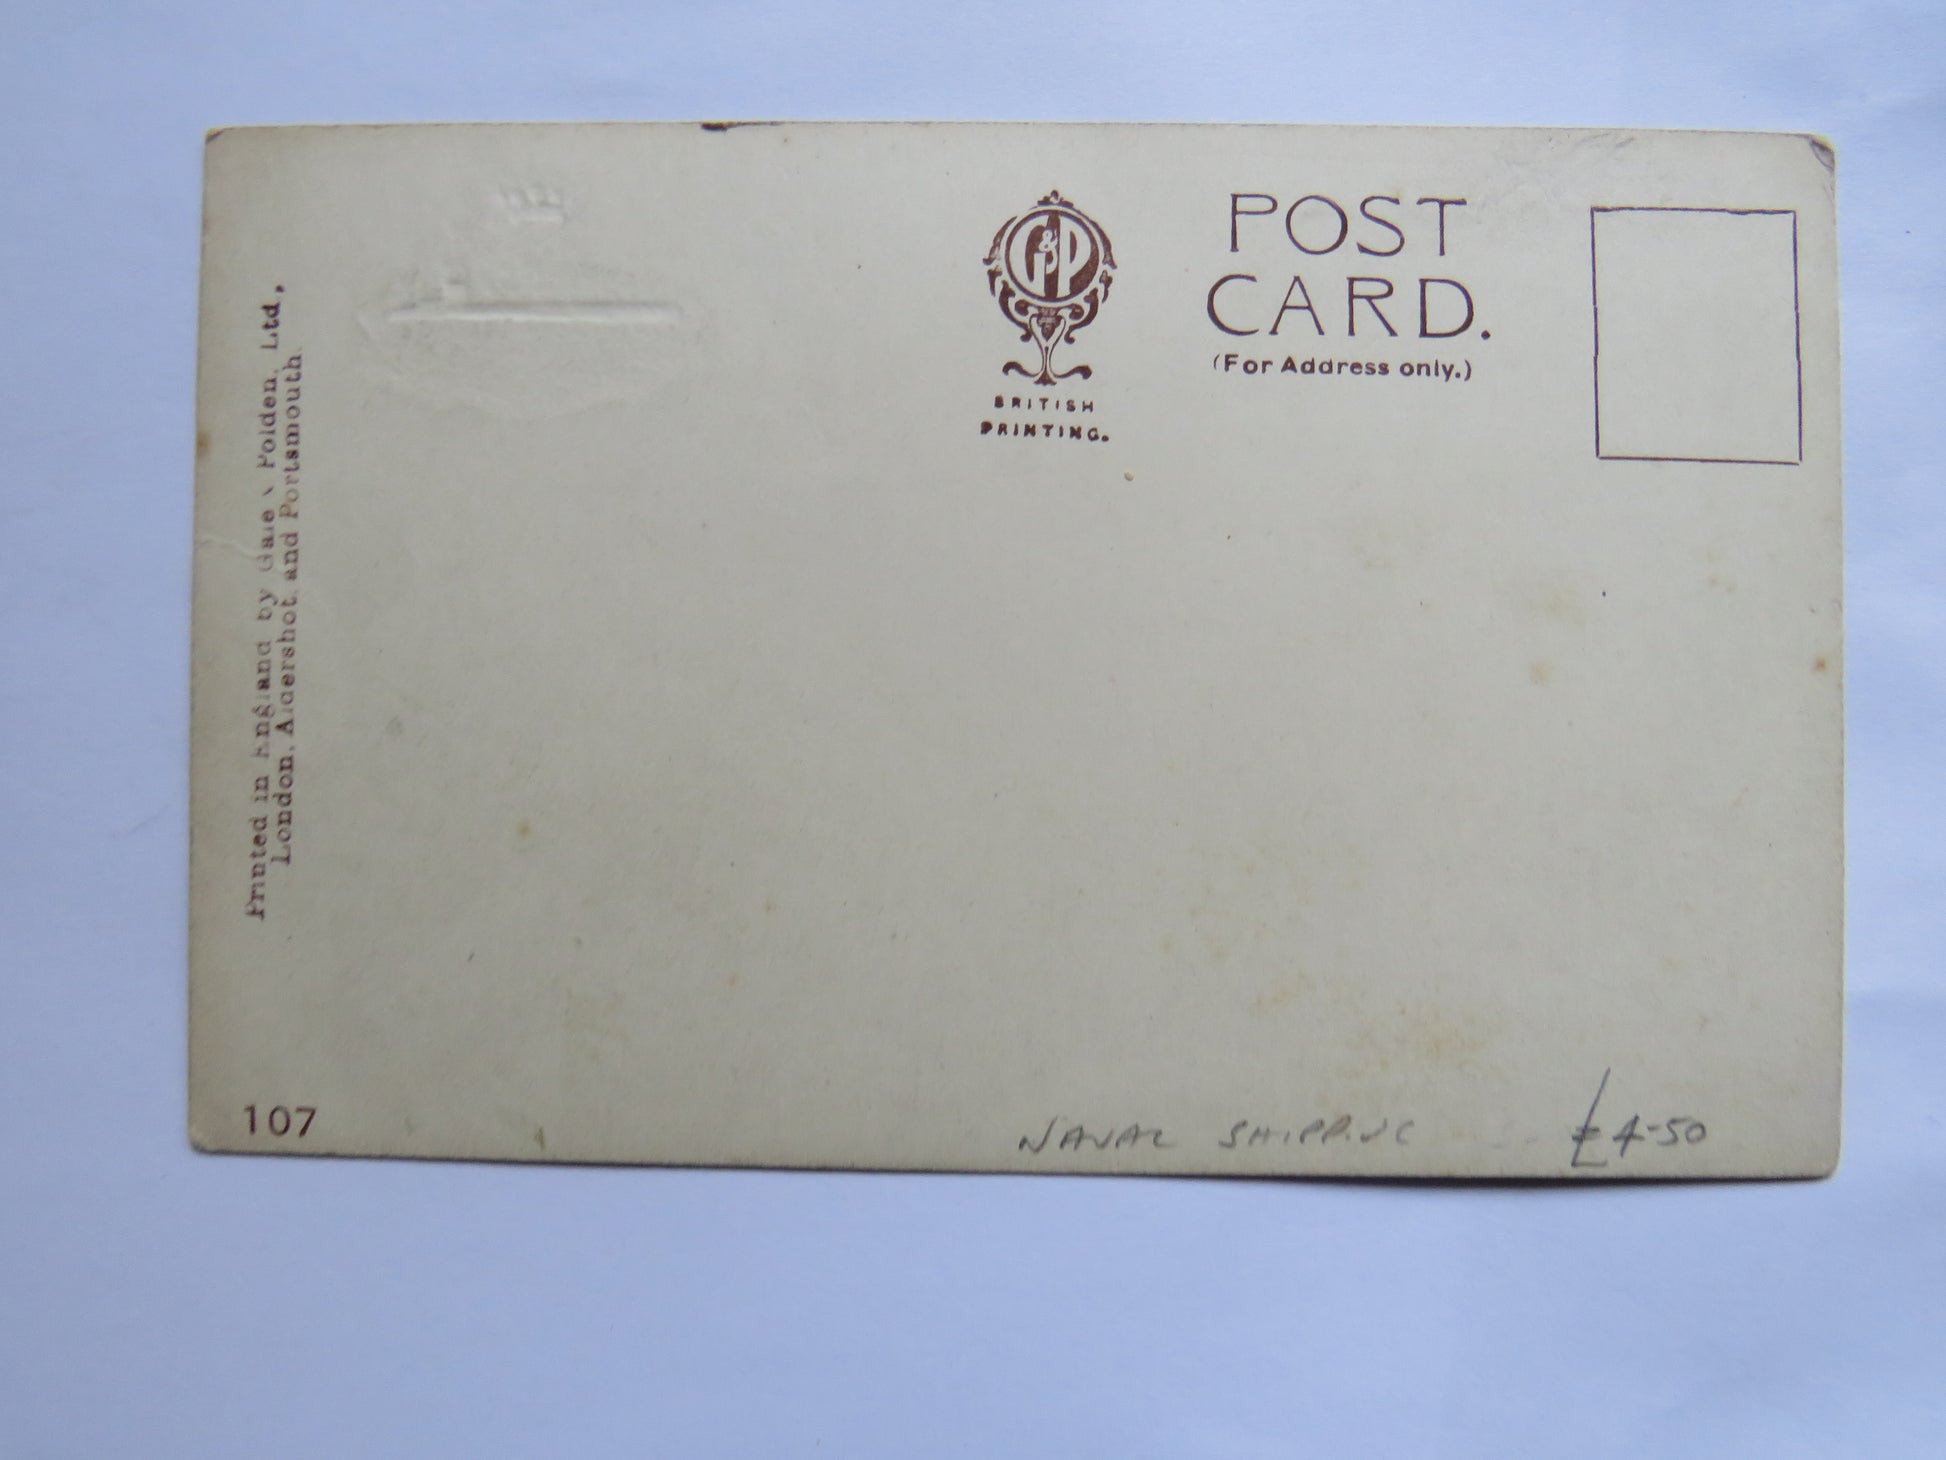 G&P
BRITISH
PRINTING.
POST
CARD.
(For Address only.)
Printed in England by Gale & Polden, Ltd.,
London, Aldershot, and Portsmouth.
107
NAVAL SHIPPING £4-50